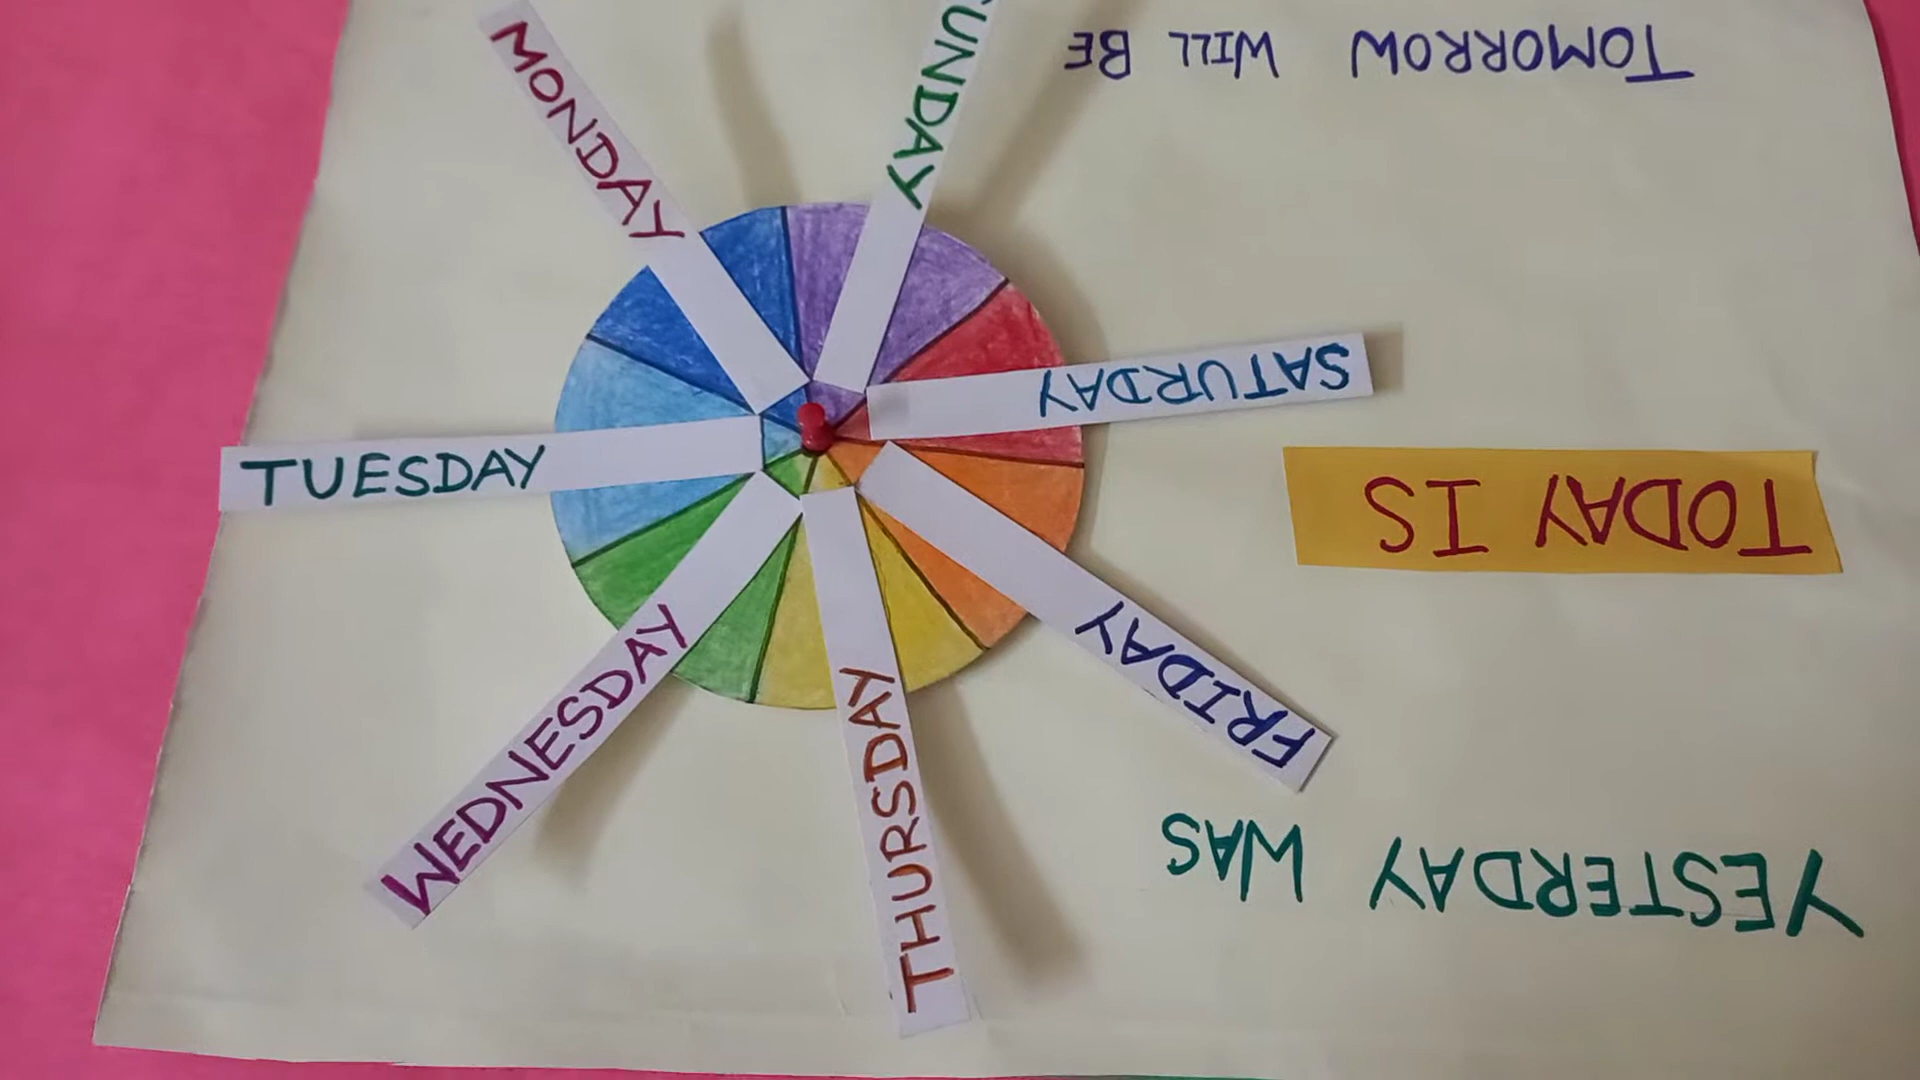 YESTERDAY WAS
TODAY IS
TOMORROW WILL BE
MONDAY
TUESDAY
WEDNESDAY
THURSDAY
FRIDAY
SATURDAY
SUNDAY